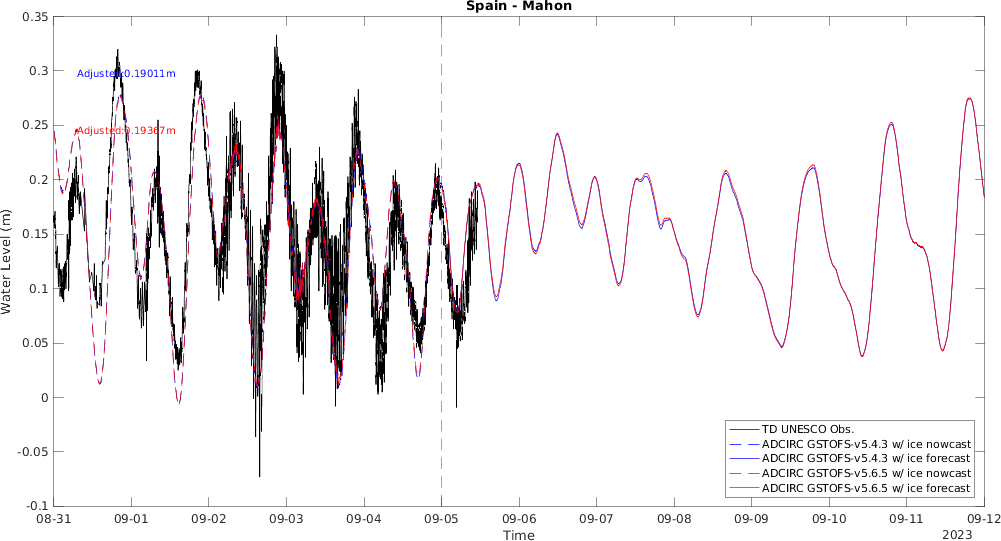 Spain - Mahon
0.35
0.3
0.25
0.2
0.15
0.1
0.05
0
-0.05
-0.1
Water Level (m)
Adjusted:0.19011m
Adjusted:0.19367m
TD UNESCO Obs.
ADCIRC GSTOFS-v5.4.3 w/ ice nowcast
ADCIRC GSTOFS-v5.4.3 w/ ice forecast
ADCIRC GSTOFS-v5.6.5 w/ ice nowcast
ADCIRC GSTOFS-v5.6.5 w/ ice forecast
08-31 09-01 09-02 09-03 09-04 09-05 09-06 09-07 09-08 09-09 09-10 09-11 09-12
Time
2023